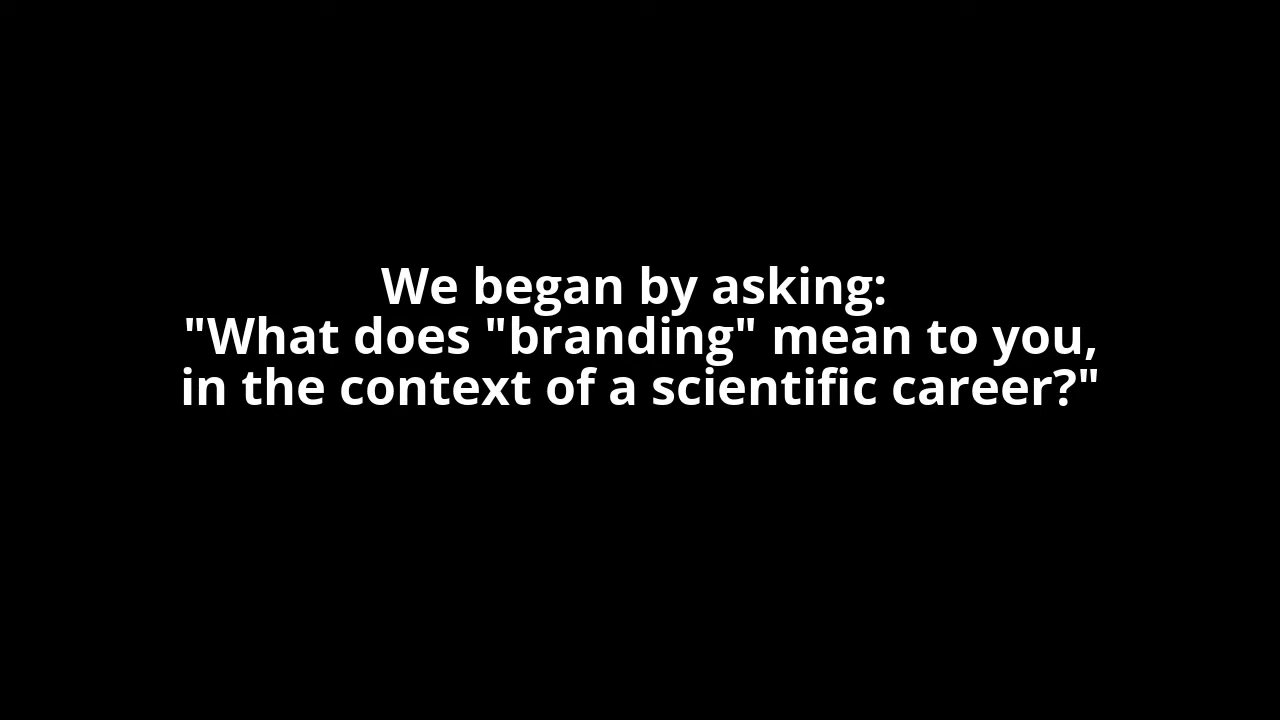 We began by asking:
"What does "branding" mean to you,
in the context of a scientific career?"